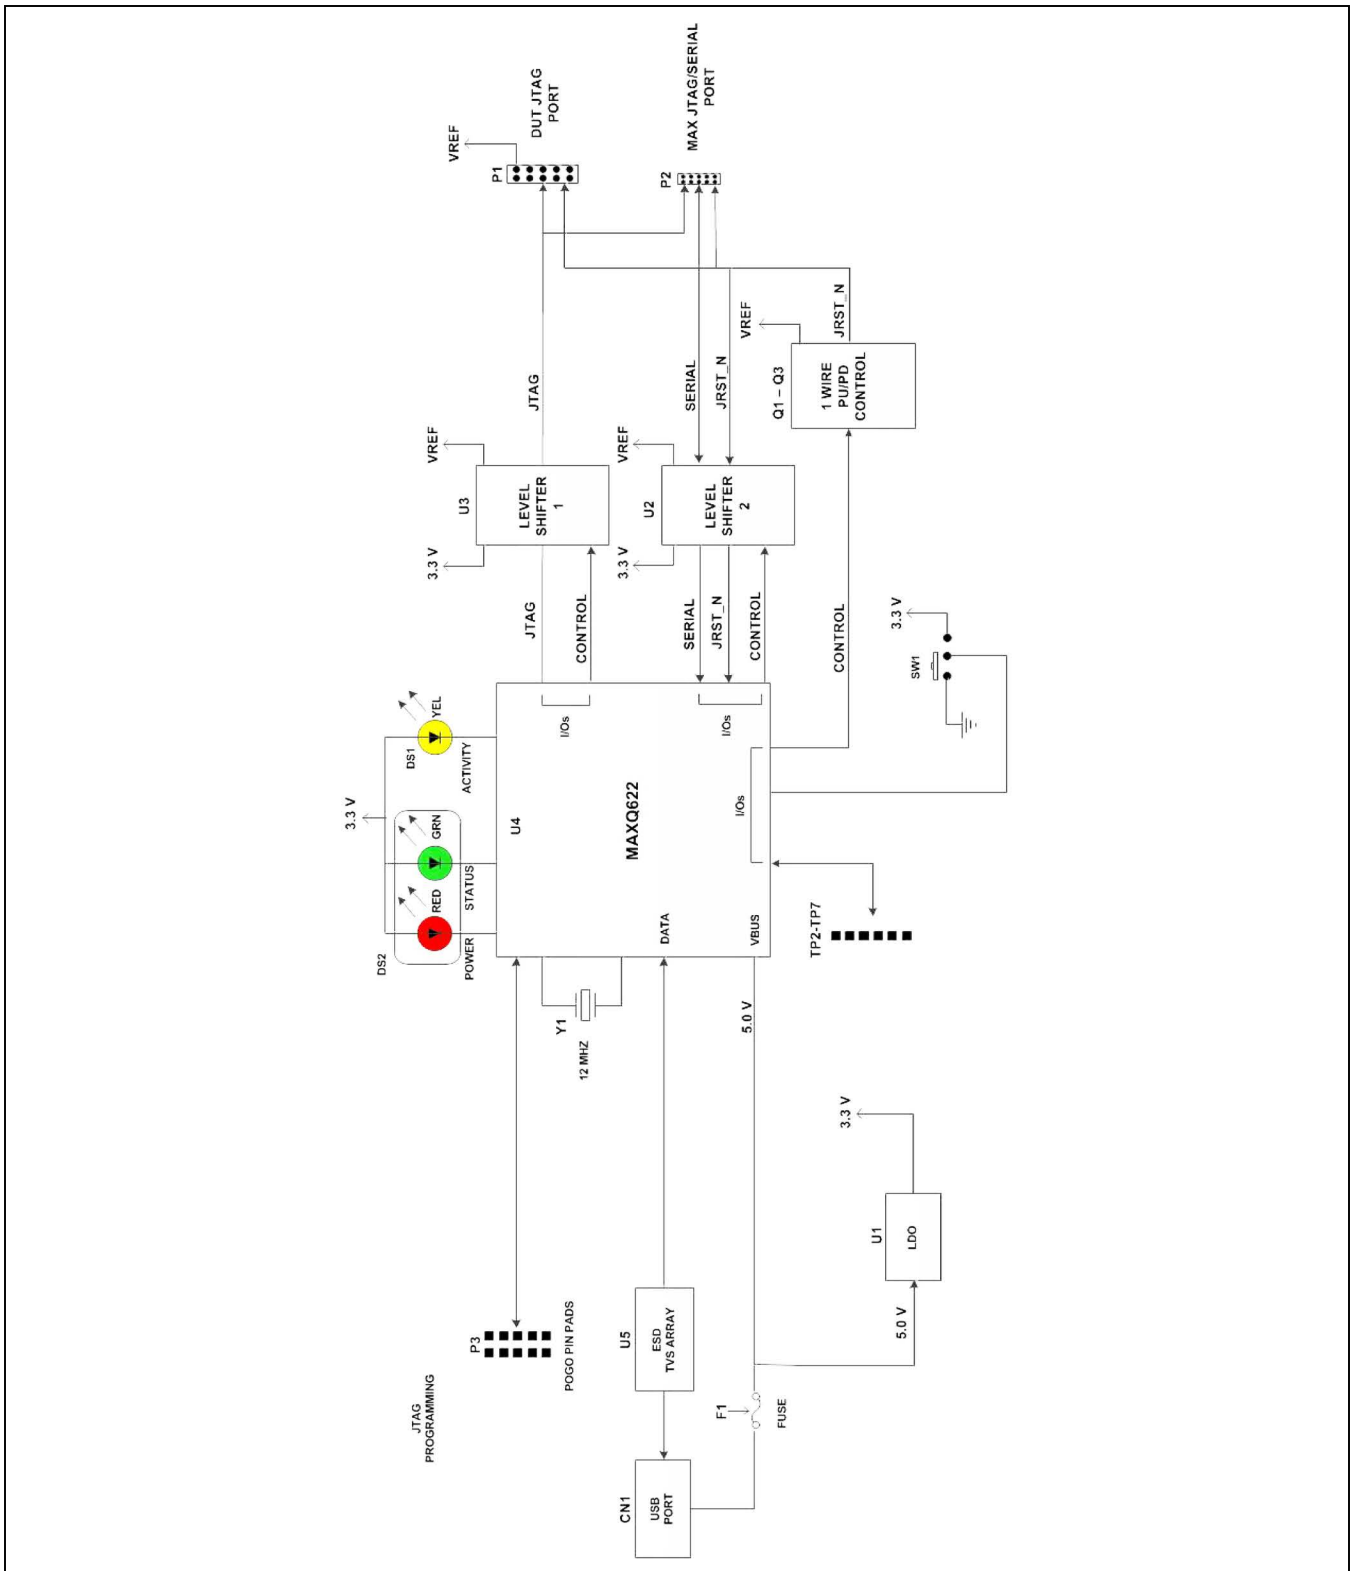 JTAG
PROGRAMMING
P3
POGO PIN PADS
CN1
USB
PORT
U5
ESD
TVS ARRAY
F1
FUSE
5.0 V
U1
LDO
3.3 V
5.0 V
Y1
12 MHZ
3.3 V
DS2
RED
GRN
POWER
STATUS
DS1
YEL
ACTIVITY
U4
MAXQ622
DATA
VBUS
I/Os
I/Os
I/Os
TP2-TP7
SW1
3.3 V
JTAG
CONTROL
SERIAL
JRST_N
CONTROL
CONTROL
3.3 V
VREF
U3
LEVEL
SHIFTER
1
3.3 V
VREF
U2
LEVEL
SHIFTER
2
JTAG
SERIAL
JRST_N
VREF
Q1 – Q3
1 WIRE
PU/PD
CONTROL
JRST_N
VREF
P1
DUT JTAG
PORT
P2
MAX JTAG/SERIAL
PORT